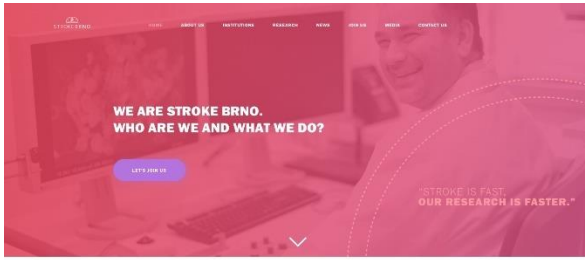 STROKE BRNO
HOME ABOUT US INSTITUTIONS RESEARCH NEWS JOIN US MEDIA CONTACT US
WE ARE STROKE BRNO.
WHO ARE WE AND WHAT WE DO?
LET'S JOIN US
"STROKE IS FAST,
OUR RESEARCH IS FASTER."